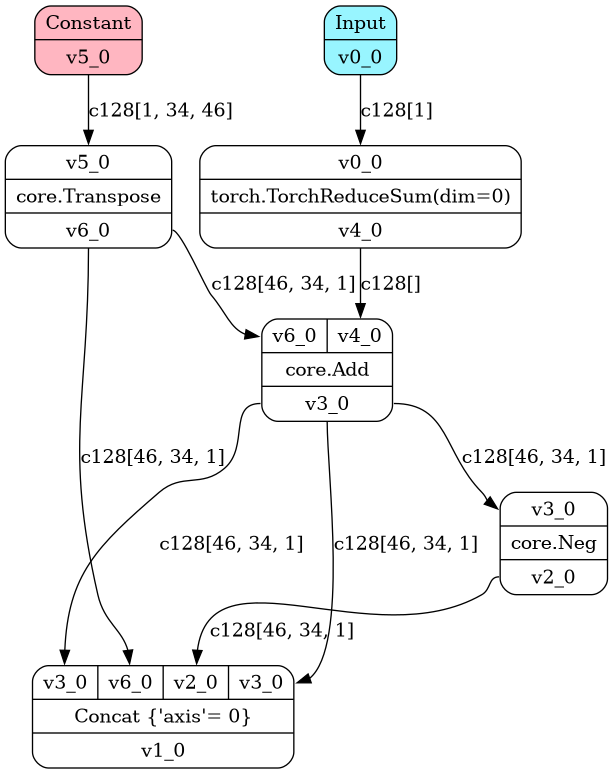 Constant
v5_0
Input
v0_0
c128[1, 34, 46]
c128[1]
v5_0
core.Transpose
v6_0
v0_0
torch.TorchReduceSum(dim=0)
v4_0
c128[46, 34, 1]
c128[]
v6_0 v4_0
core.Add
v3_0
c128[46, 34, 1]
c128[46, 34, 1]
v3_0
core.Neg
v2_0
c128[46, 34, 1]
c128[46, 34, 1]
c128[46, 34, 1]
v3_0 v6_0 v2_0 v3_0
Concat {'axis'= 0}
v1_0